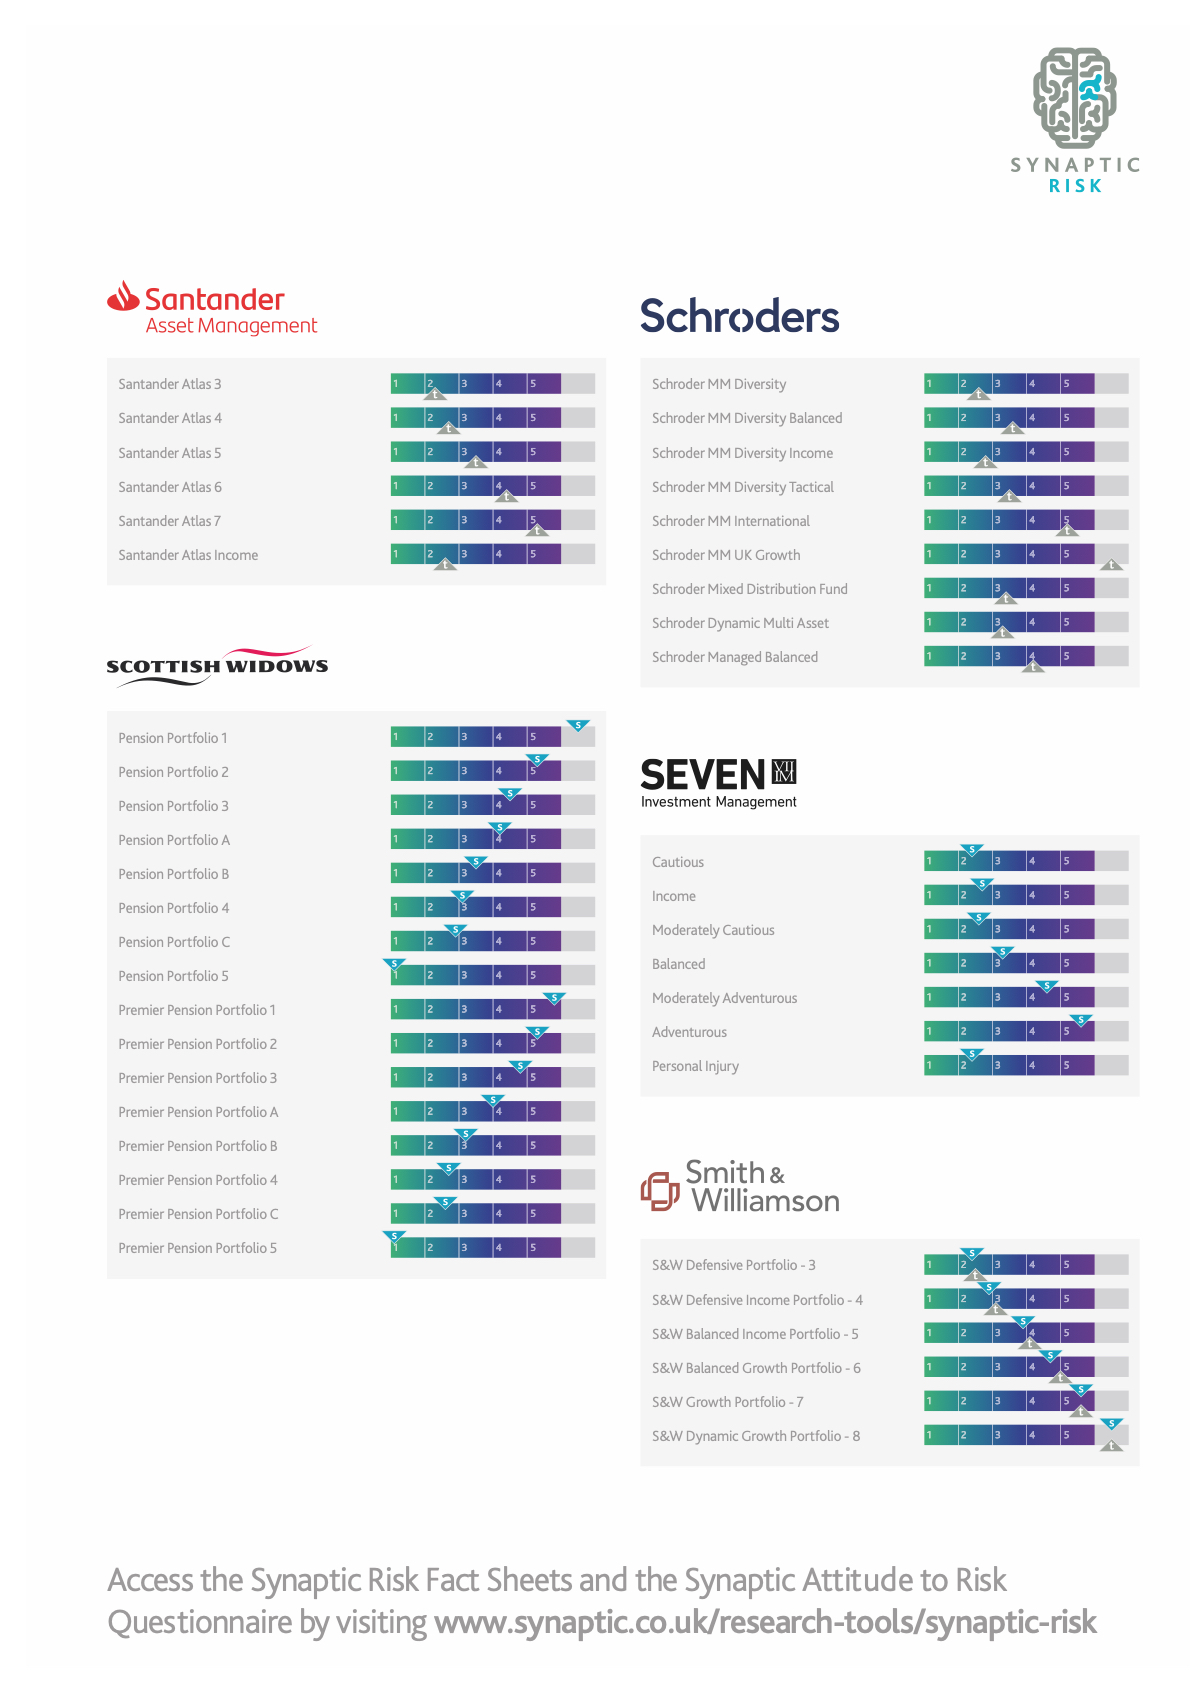 SYNAPTIC
RISK
Santander
Asset Management
Santander Atlas 3 1 2 3 4 5 t
Santander Atlas 4 1 2 3 4 5 t
Santander Atlas 5 1 2 3 4 5 t
Santander Atlas 6 1 2 3 4 5 t
Santander Atlas 7 1 2 3 4 5 t
Santander Atlas Income 1 2 3 4 5 t
SCOTTISH WIDOWS
Pension Portfolio 1 1 2 3 4 5 s
Pension Portfolio 2 1 2 3 4 5 s
Pension Portfolio 3 1 2 3 4 5 s
Pension Portfolio A 1 2 3 4 5 s
Pension Portfolio B 1 2 3 4 5 s
Pension Portfolio 4 1 2 3 4 5 s
Pension Portfolio C 1 2 3 4 5 s
Pension Portfolio 5 1 2 3 4 5 s
Premier Pension Portfolio 1 1 2 3 4 5 s
Premier Pension Portfolio 2 1 2 3 4 5 s
Premier Pension Portfolio 3 1 2 3 4 5 s
Premier Pension Portfolio A 1 2 3 4 5 s
Premier Pension Portfolio B 1 2 3 4 5 s
Premier Pension Portfolio 4 1 2 3 4 5 s
Premier Pension Portfolio C 1 2 3 4 5 s
Premier Pension Portfolio 5 1 2 3 4 5 s
Schroders
Schroder MM Diversity 1 2 3 4 5 t
Schroder MM Diversity Balanced 1 2 3 4 5 t
Schroder MM Diversity Income 1 2 3 4 5 t
Schroder MM Diversity Tactical 1 2 3 4 5 t
Schroder MM International 1 2 3 4 5 t
Schroder MM UK Growth 1 2 3 4 5 t
Schroder Mixed Distribution Fund 1 2 3 4 5 t
Schroder Dynamic Multi Asset 1 2 3 4 5 t
Schroder Managed Balanced 1 2 3 4 5 t
SEVEN VII IM
Investment Management
Cautious 1 2 3 4 5 s
Income 1 2 3 4 5 s
Moderately Cautious 1 2 3 4 5 s
Balanced 1 2 3 4 5 s
Moderately Adventurous 1 2 3 4 5 s
Adventurous 1 2 3 4 5 s
Personal Injury 1 2 3 4 5 s
Smith &
Williamson
S&W Defensive Portfolio - 3 1 2 3 4 5 s t
S&W Defensive Income Portfolio - 4 1 2 3 4 5 s t
S&W Balanced Income Portfolio - 5 1 2 3 4 5 s t
S&W Balanced Growth Portfolio - 6 1 2 3 4 5 s t
S&W Growth Portfolio - 7 1 2 3 4 5 s t
S&W Dynamic Growth Portfolio - 8 1 2 3 4 5 s t
Access the Synaptic Risk Fact Sheets and the Synaptic Attitude to Risk
Questionnaire by visiting www.synaptic.co.uk/research-tools/synaptic-risk